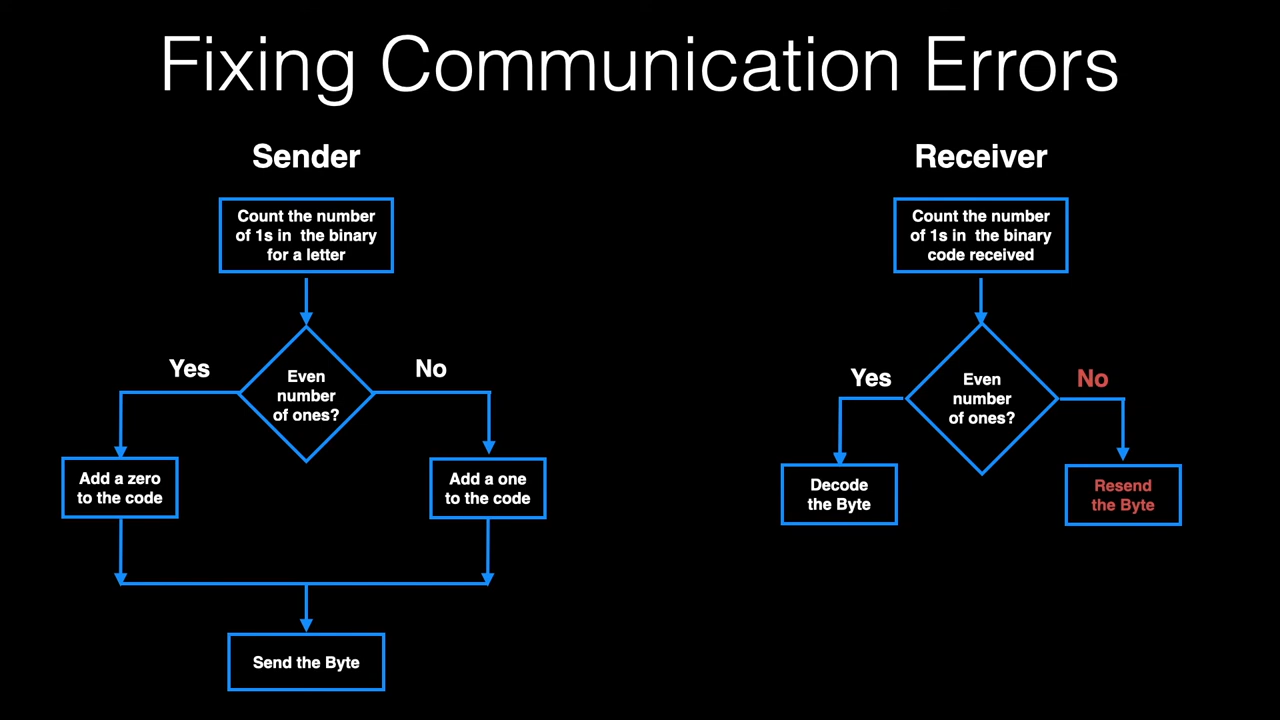 Fixing Communication Errors
Sender
Count the number
of 1s in the binary
for a letter
Yes
No
Even
number
of ones?
Add a zero
to the code
Add a one
to the code
Send the Byte
Receiver
Count the number
of 1s in the binary
code received
Yes
No
Even
number
of ones?
Decode
the Byte
Resend
the Byte